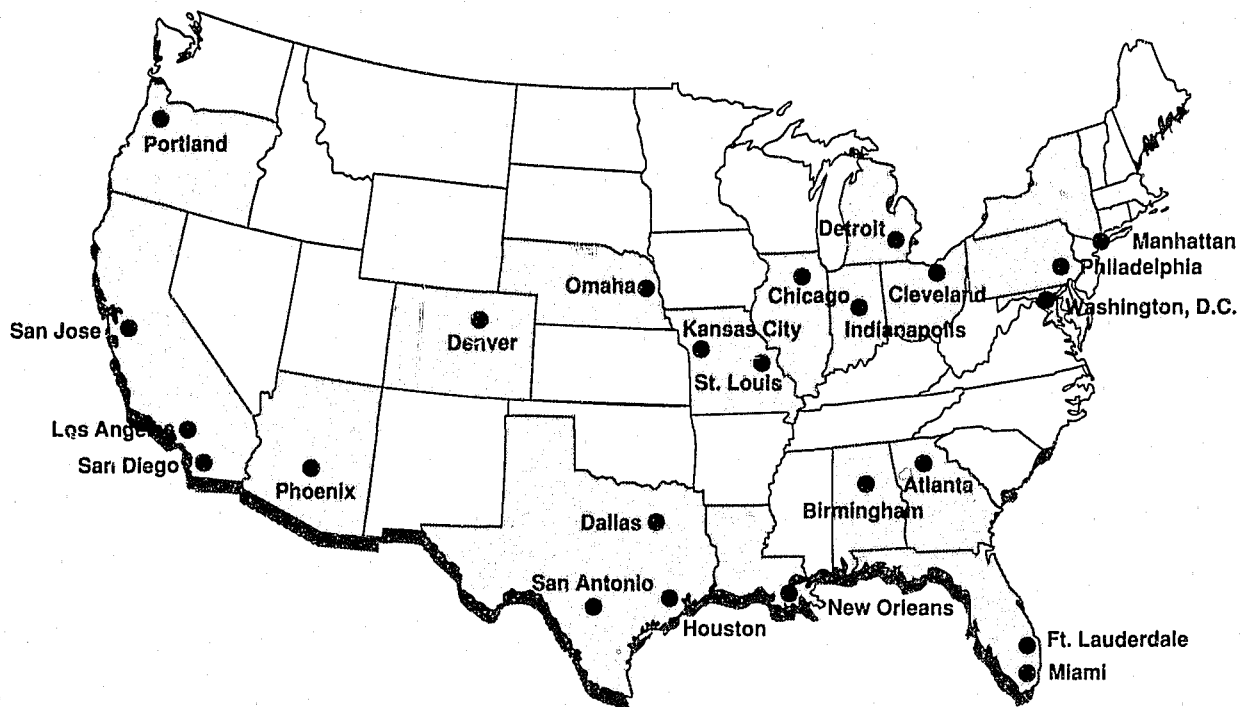 Portland
Detroit
Manhattan
Philadelphia
Omaha
Chicago
Cleveland
Washington, D.C.
San Jose
Denver
Kansas City
Indianapolis
St. Louis
Los Angeles
San Diego
Phoenix
Atlanta
Birmingham
Dallas
San Antonio
New Orleans
Houston
Ft. Lauderdale
Miami